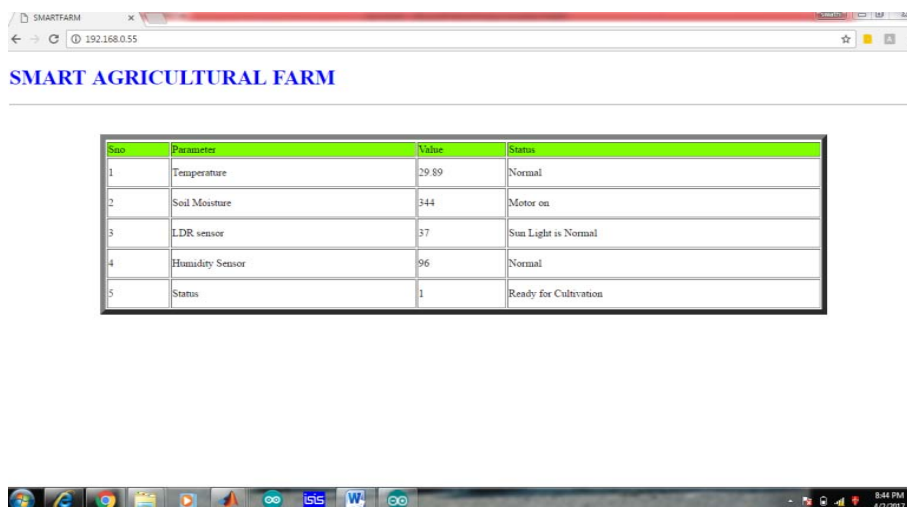 SMARTFARM
192.168.0.55
SMART AGRICULTURAL FARM
Sno Parameter Value Status
1 Temperature 29.89 Normal
2 Soil Moisture 344 Motor on
3 LDR sensor 37 Sun Light is Normal
4 Humidity Sensor 96 Normal
5 Status 1 Ready for Cultivation
isis W
8:44 PM